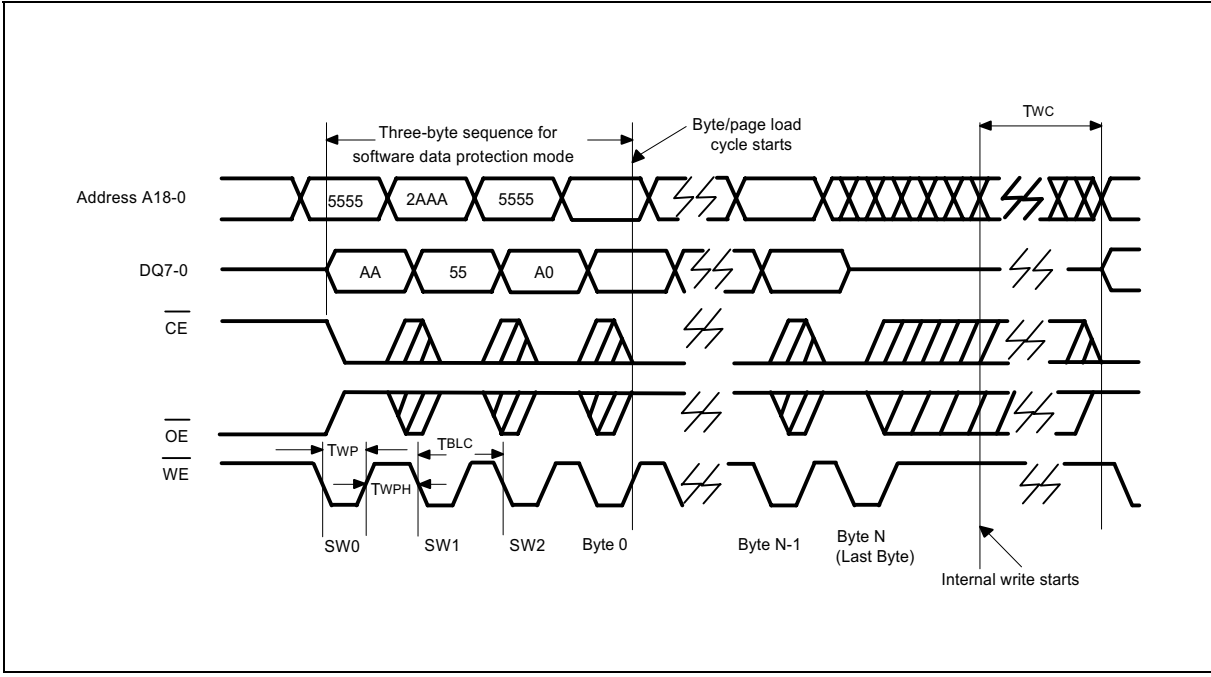 Three-byte sequence for
software data protection mode
Byte/page load
cycle starts
TWC
Address A18-0
5555
2AAA
5555
DQ7-0
AA
55
A0
CE
OE
WE
TWP
TBLC
TWPH
SW0
SW1
SW2
Byte 0
Byte N-1
Byte N
(Last Byte)
Internal write starts